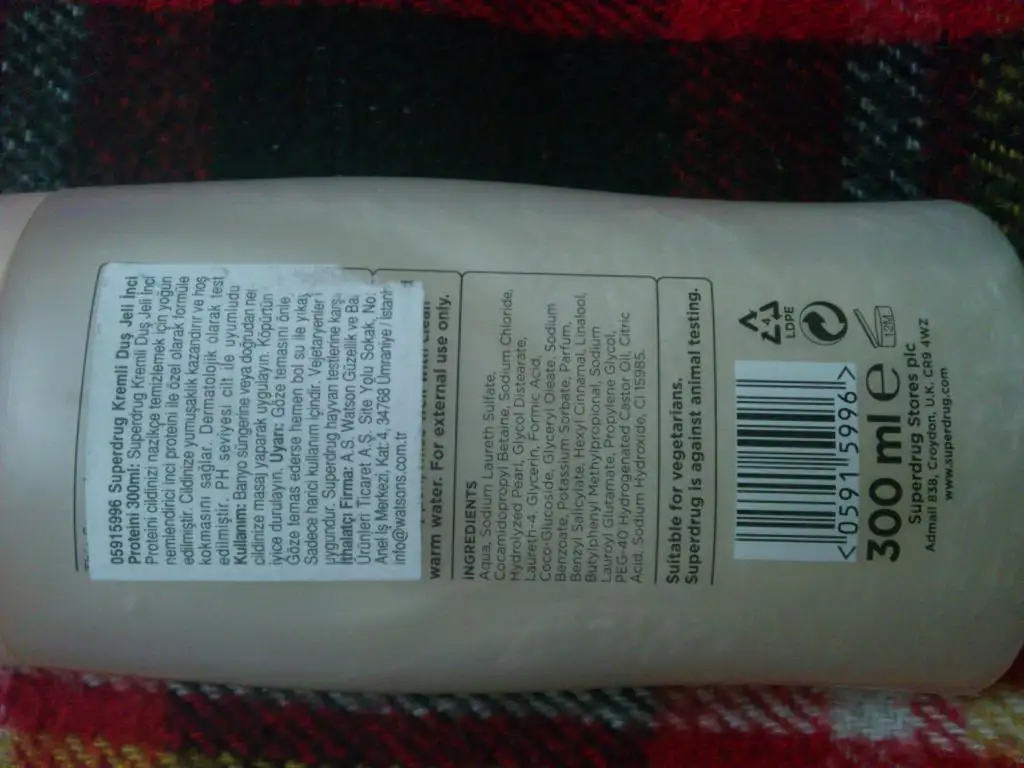 05915996 Superdrug Kremli Duş Jeli İnci
Proteini 300ml: Superdrug Kremli Duş Jeli İnci
Proteini cildinizi nazikçe temizlemek için yoğun
nemlendirici inci proteini ile özel olarak formüle
edilmiştir. Cildinize yumuşaklık kazandırır ve hoş
kokmasını sağlar. Dermatolojik olarak test
edilmiştir. PH seviyesi cilt ile uyumludu
Kullanım: Banyo süngerine veya doğrudan ne
cildinize masaj yaparak uygulayın. Köpürtün
iyice durulayın. Uyarı: Göze temasını önle
Göze temas ederse hemen bol su ile yıka
Sadece harici kullanım içindir. Vejetaryenler
uygundur. Superdrug hayvan testlerine karşı
İthalatçı Firma: A.S. Watson Güzellik ve Ba
Ürünleri Ticaret A.Ş. Site Yolu Sokak, No:
Anel İş Merkezi, Kat: 4, 34768 Ümraniye / İstanb
info@watsons.com.tr
warm water. For external use only.
INGREDIENTS
Aqua, Sodium Laureth Sulfate,
Cocamidopropyl Betaine, Sodium Chloride,
Hydrolyzed Pearl, Glycol Distearate,
Laureth-4, Glycerin, Formic Acid,
Coco-Glucoside, Glyceryl Oleate, Sodium
Benzoate, Potassium Sorbate, Parfum,
Benzyl Salicylate, Hexyl Cinnamal, Linalool,
Butylphenyl Methylpropional, Sodium
Lauroyl Glutamate, Propylene Glycol,
PEG-40 Hydrogenated Castor Oil, Citric
Acid, Sodium Hydroxide, CI 15985.
Suitable for vegetarians.
Superdrug is against animal testing.
4
LDPE
12M
<05915996>
300 ml e
Superdrug Stores plc
Admail 838, Croydon, U.K. CR9 4WZ
www.superdrug.com